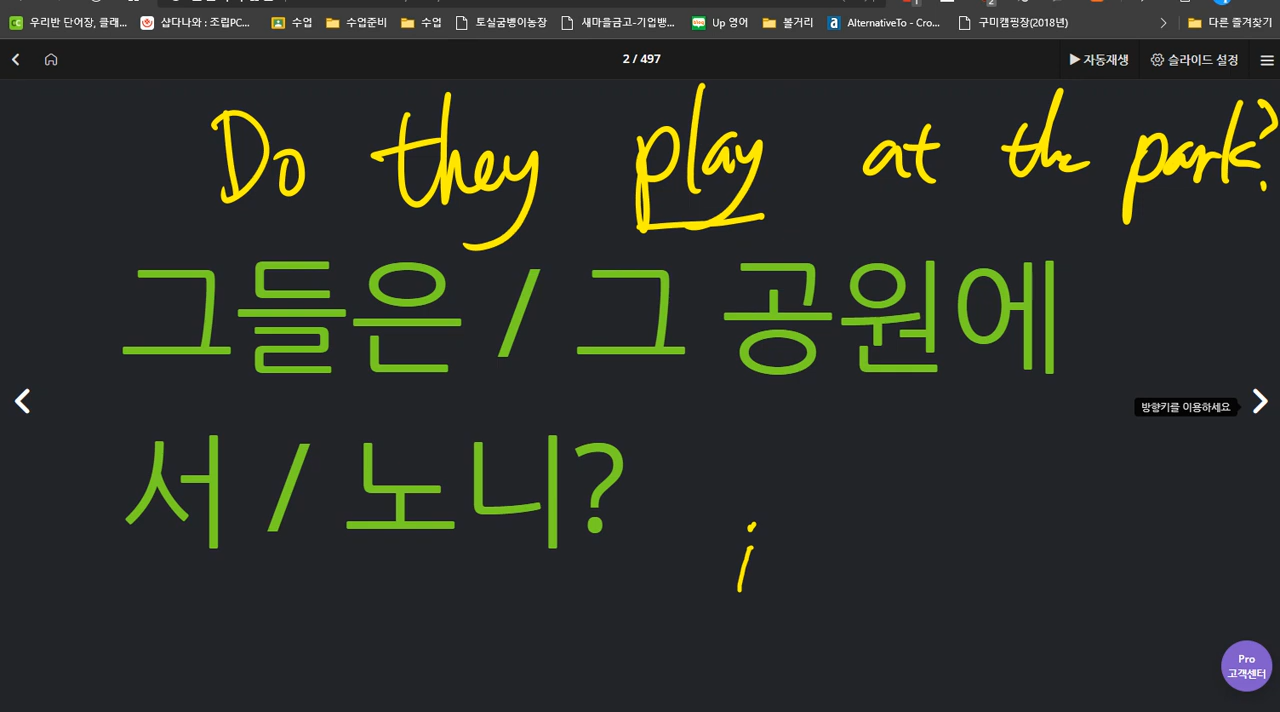 우리반 단어장, 클래... 샵다나와 : 조립PC... 수업 수업준비 수업 토실굼벵이농장 새마을금고-기업뱅... Up 영어 볼거리 AlternativeTo - Cro... 구미캠핑장(2018년) 다른 즐겨찾기
2 / 497 ▶ 자동재생 슬라이드 설정
Do they play at the park?
그들은 / 그 공원에
방향키를 이용하세요
서 / 노니?
i
Pro
고객센터